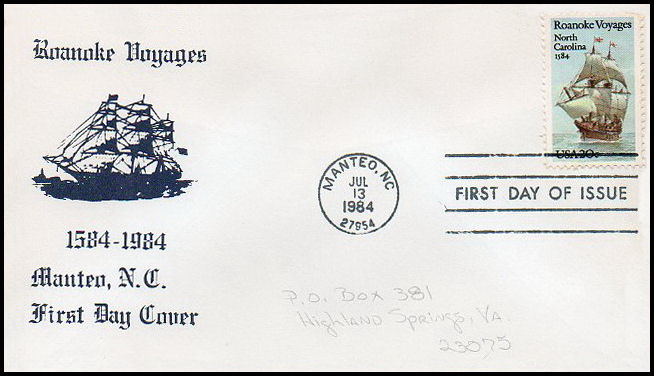 Roanoke Voyages
1584-1984
Manteo, N.C.
First Day Cover
Roanoke Voyages
North
Carolina
1584
USA 20c
MANTEO, NC
JUL
13
1984
27954
FIRST DAY OF ISSUE
P.O. Box 381
Highland Springs, VA
23075